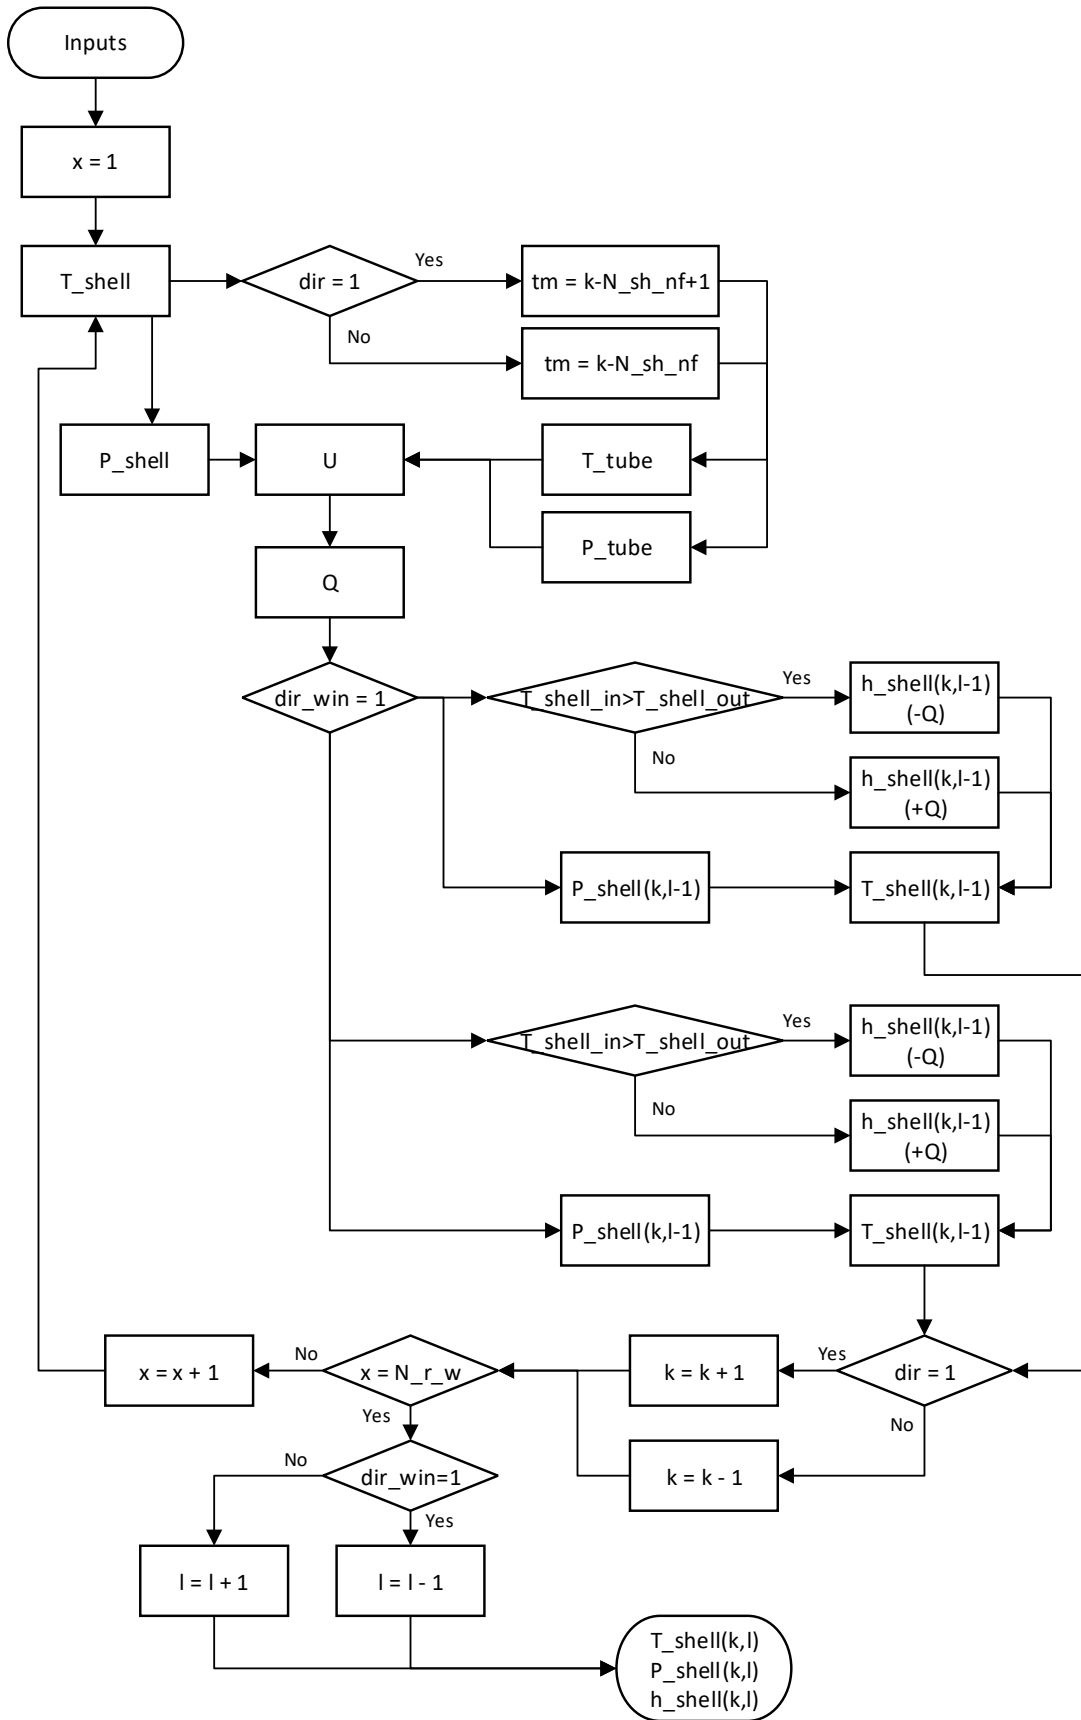 Inputs
x = 1
T_shell
dir = 1
Yes
tm = k-N_sh_nf+1
No
tm = k-N_sh_nf
P_shell
U
T_tube
P_tube
Q
dir_win = 1
T_shell_in>T_shell_out
Yes
h_shell(k,l-1)
(-Q)
No
h_shell(k,l-1)
(+Q)
P_shell(k,l-1)
T_shell(k,l-1)
T_shell_in>T_shell_out
Yes
h_shell(k,l-1)
(-Q)
No
h_shell(k,l-1)
(+Q)
P_shell(k,l-1)
T_shell(k,l-1)
x = x + 1
No
x = N_r_w
k = k + 1
Yes
dir = 1
Yes
No
No
dir_win=1
k = k - 1
Yes
l = l + 1
l = l - 1
T_shell(k,l)
P_shell(k,l)
h_shell(k,l)